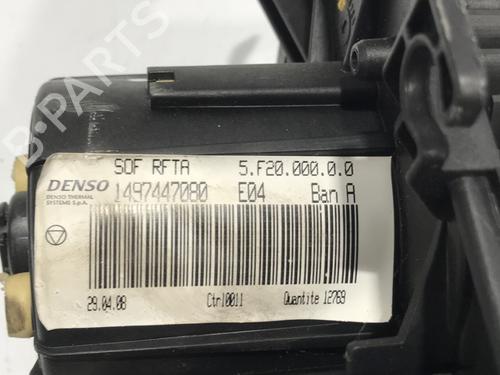 SOF RFTA 5.F20.000.0.0
DENSO 1497447080 E04 Ban A
DENSO THERMAL
SYSTEMS S.p.A.
29.04.08 Ctrl0011 Quantite 12769
B-PARTS